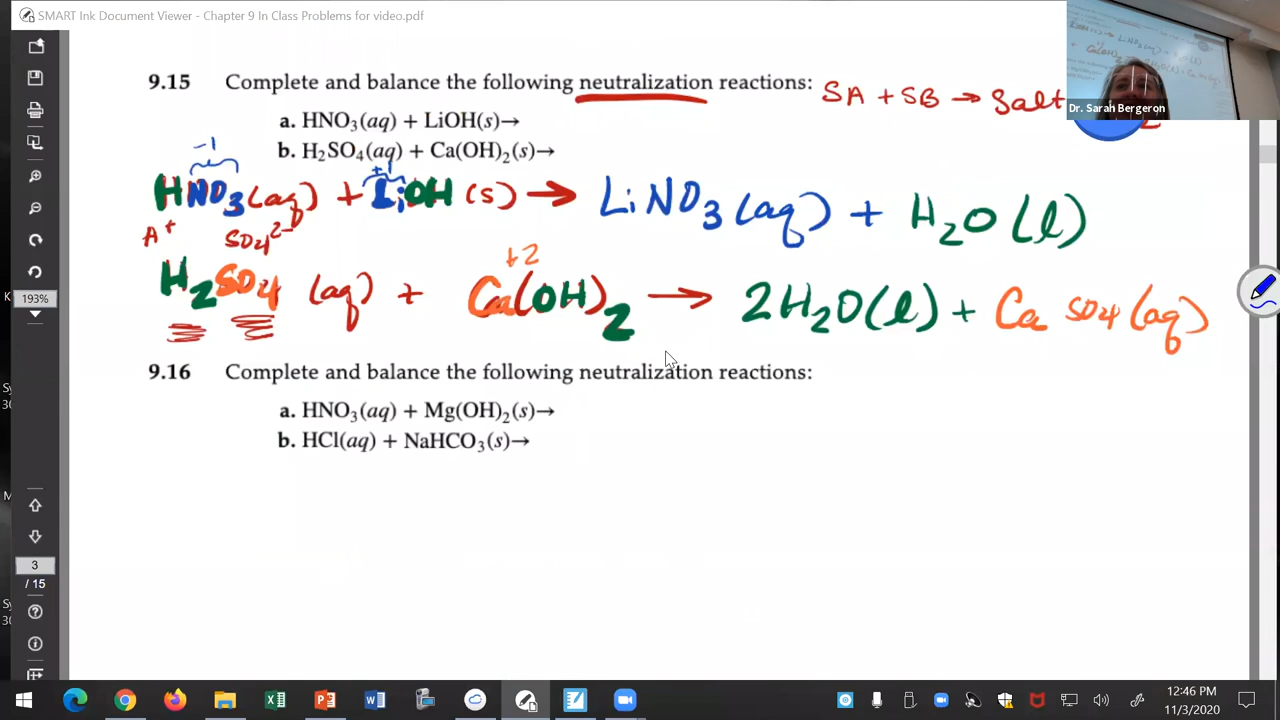 SMART Ink Document Viewer - Chapter 9 In Class Problems for video.pdf
9.15 Complete and balance the following neutralization reactions: SA + SB → Salt
Dr. Sarah Bergeron
a. HNO₃(aq) + LiOH(s)→
b. H₂SO₄(aq) + Ca(OH)₂(s)→
-1 +1
HNO₃(aq) + LiOH (s) → LiNO₃(aq) + H₂O(l)
SO₄²⁻
+2
H₂SO₄ (aq) + Ca(OH)₂ → 2H₂O(l) + CaSO₄(aq)
193%
9.16 Complete and balance the following neutralization reactions:
a. HNO₃(aq) + Mg(OH)₂(s)→
b. HCl(aq) + NaHCO₃(s)→
3
/ 15
12:46 PM
11/3/2020